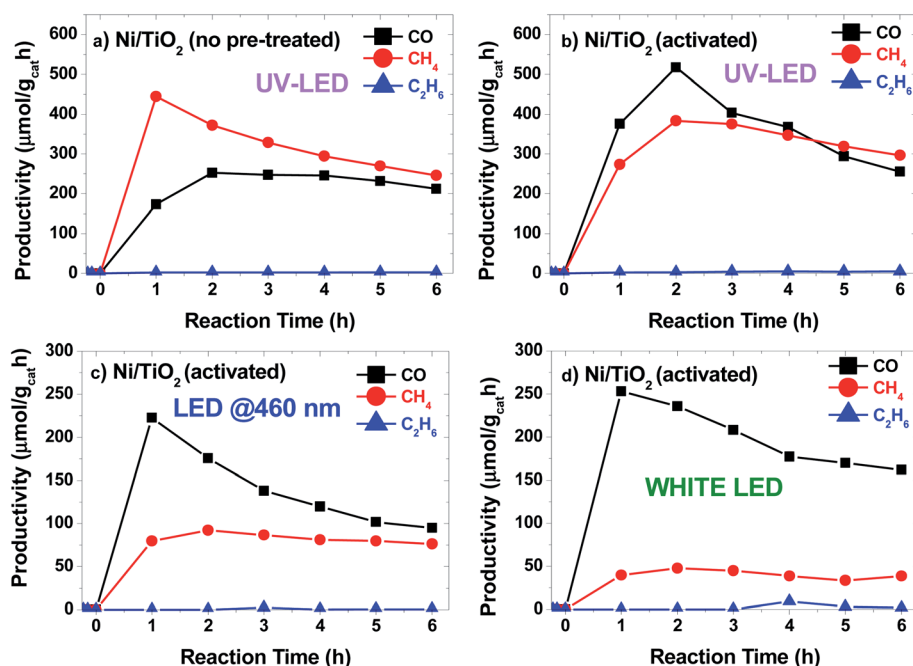 a) Ni/TiO₂ (no pre-treated)
UV-LED
CO
CH₄
C₂H₆
600
500
400
300
200
100
0
Productivity (μmol/g_cat h)
0 1 2 3 4 5 6
Reaction Time (h)
b) Ni/TiO₂ (activated)
UV-LED
CO
CH₄
C₂H₆
600
500
400
300
200
100
0
Productivity (μmol/g_cat h)
0 1 2 3 4 5 6
Reaction Time (h)
c) Ni/TiO₂ (activated)
LED @460 nm
CO
CH₄
C₂H₆
300
250
200
150
100
50
0
Productivity (μmol/g_cat h)
0 1 2 3 4 5 6
Reaction Time (h)
d) Ni/TiO₂ (activated)
WHITE LED
CO
CH₄
C₂H₆
300
250
200
150
100
50
0
Productivity (μmol/g_cat h)
0 1 2 3 4 5 6
Reaction Time (h)